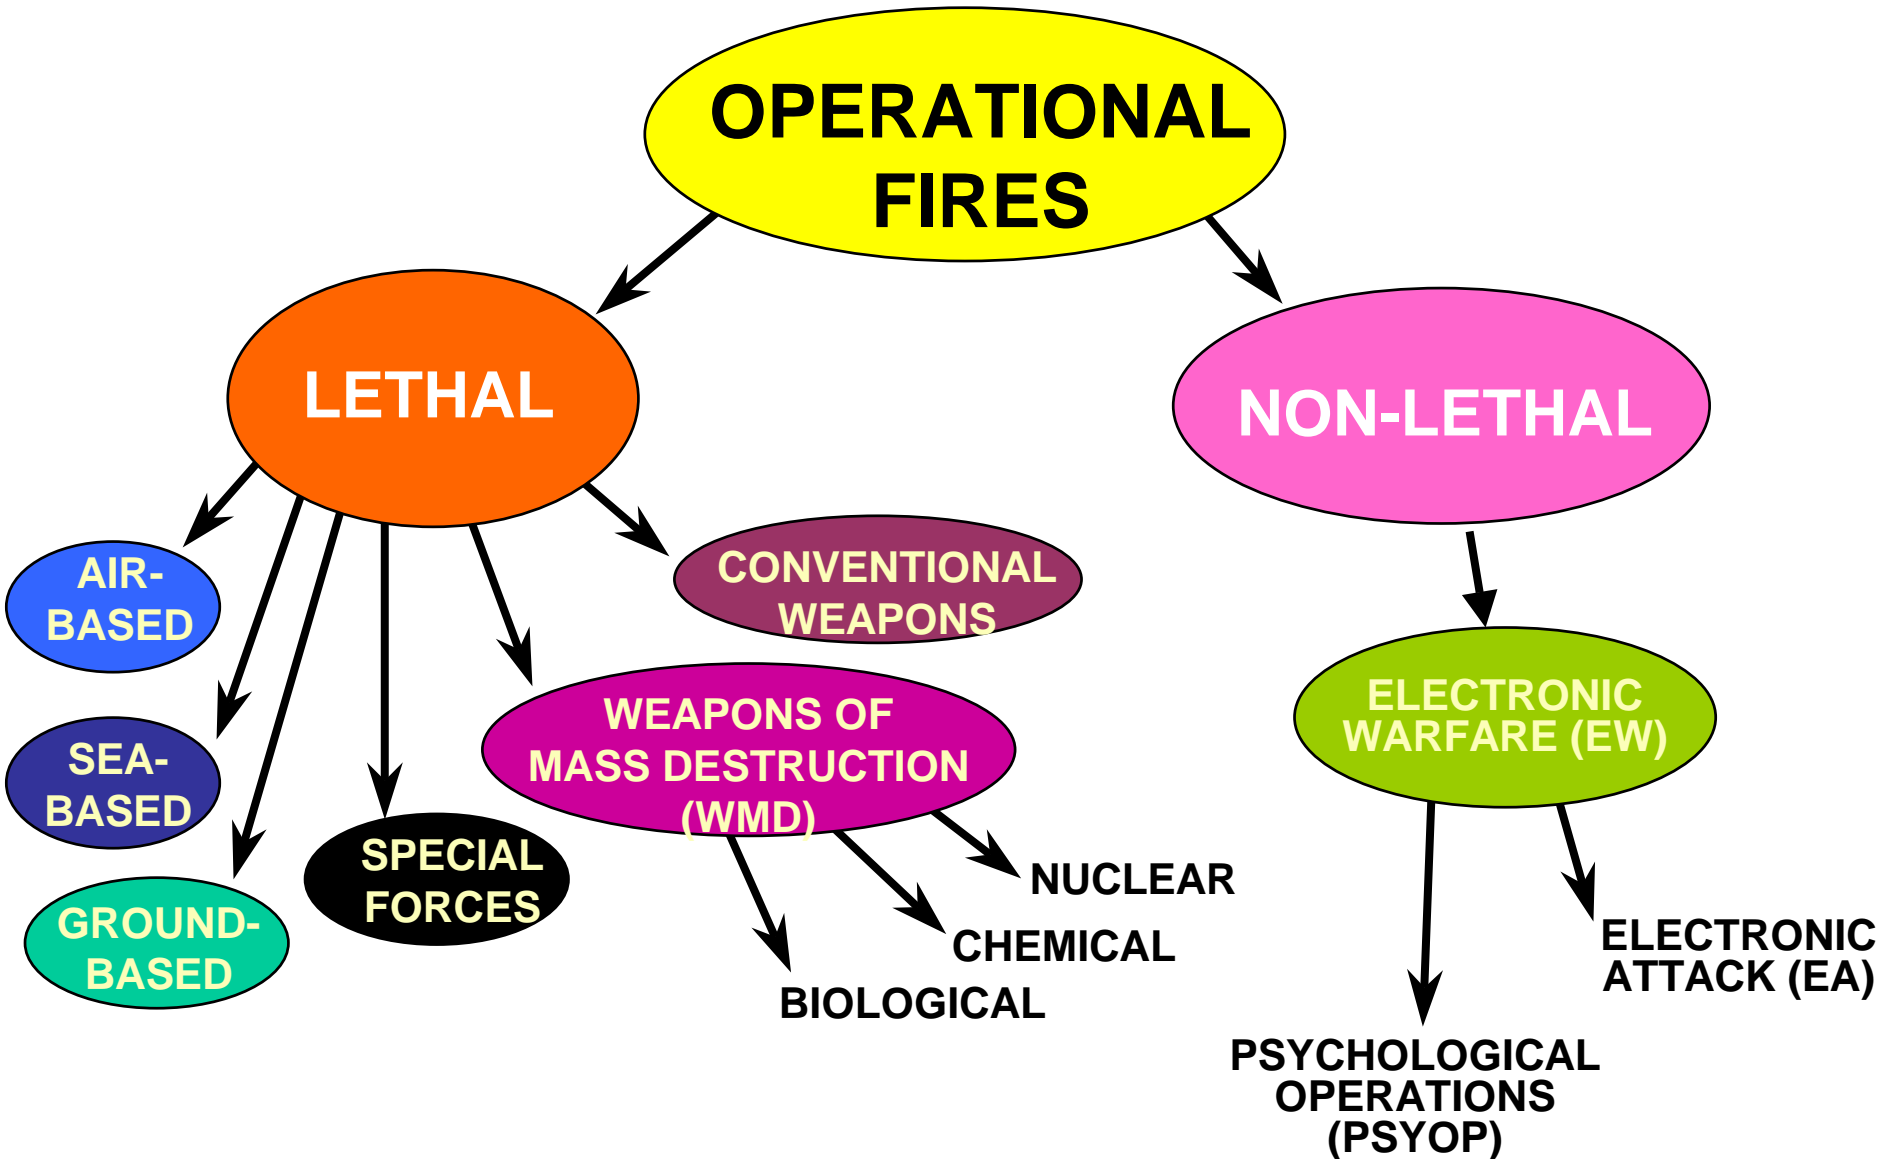 OPERATIONAL
FIRES
LETHAL
NON-LETHAL
AIR-
BASED
SEA-
BASED
GROUND-
BASED
SPECIAL
FORCES
WEAPONS OF
MASS DESTRUCTION
(WMD)
CONVENTIONAL
WEAPONS
NUCLEAR
CHEMICAL
BIOLOGICAL
ELECTRONIC
WARFARE (EW)
PSYCHOLOGICAL
OPERATIONS
(PSYOP)
ELECTRONIC
ATTACK (EA)